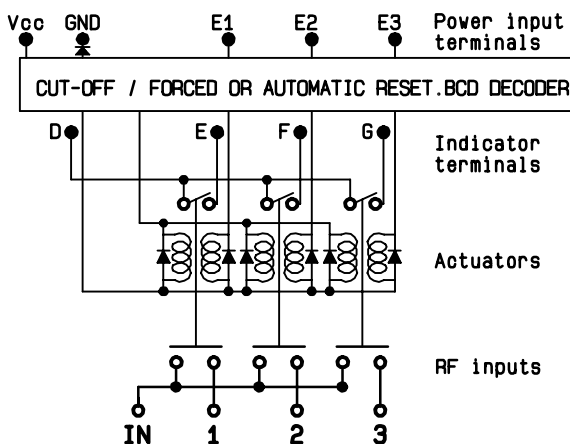 Vcc GND E1 E2 E3 Power input
terminals
CUT-OFF / FORCED OR AUTOMATIC RESET.BCD DECODER
D E F G Indicator
terminals
Actuators
RF inputs
IN 1 2 3